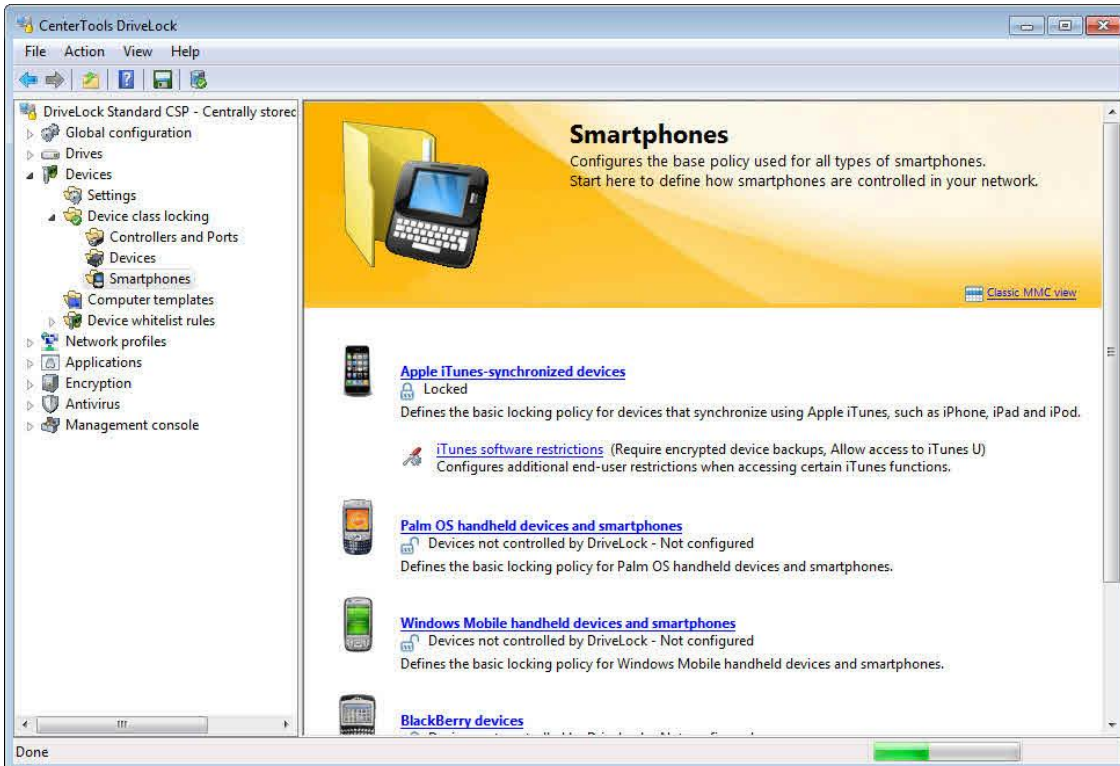 CenterTools DriveLock
File Action View Help
DriveLock Standard CSP - Centrally storec
Global configuration
Drives
Devices
Settings
Device class locking
Controllers and Ports
Devices
Smartphones
Computer templates
Device whitelist rules
Network profiles
Applications
Encryption
Antivirus
Management console
Smartphones
Configures the base policy used for all types of smartphones.
Start here to define how smartphones are controlled in your network.
Classic MMC view
Apple iTunes-synchronized devices
Locked
Defines the basic locking policy for devices that synchronize using Apple iTunes, such as iPhone, iPad and iPod.
iTunes software restrictions (Require encrypted device backups, Allow access to iTunes U)
Configures additional end-user restrictions when accessing certain iTunes functions.
Palm OS handheld devices and smartphones
Devices not controlled by DriveLock - Not configured
Defines the basic locking policy for Palm OS handheld devices and smartphones.
Windows Mobile handheld devices and smartphones
Devices not controlled by DriveLock - Not configured
Defines the basic locking policy for Windows Mobile handheld devices and smartphones.
BlackBerry devices
Done